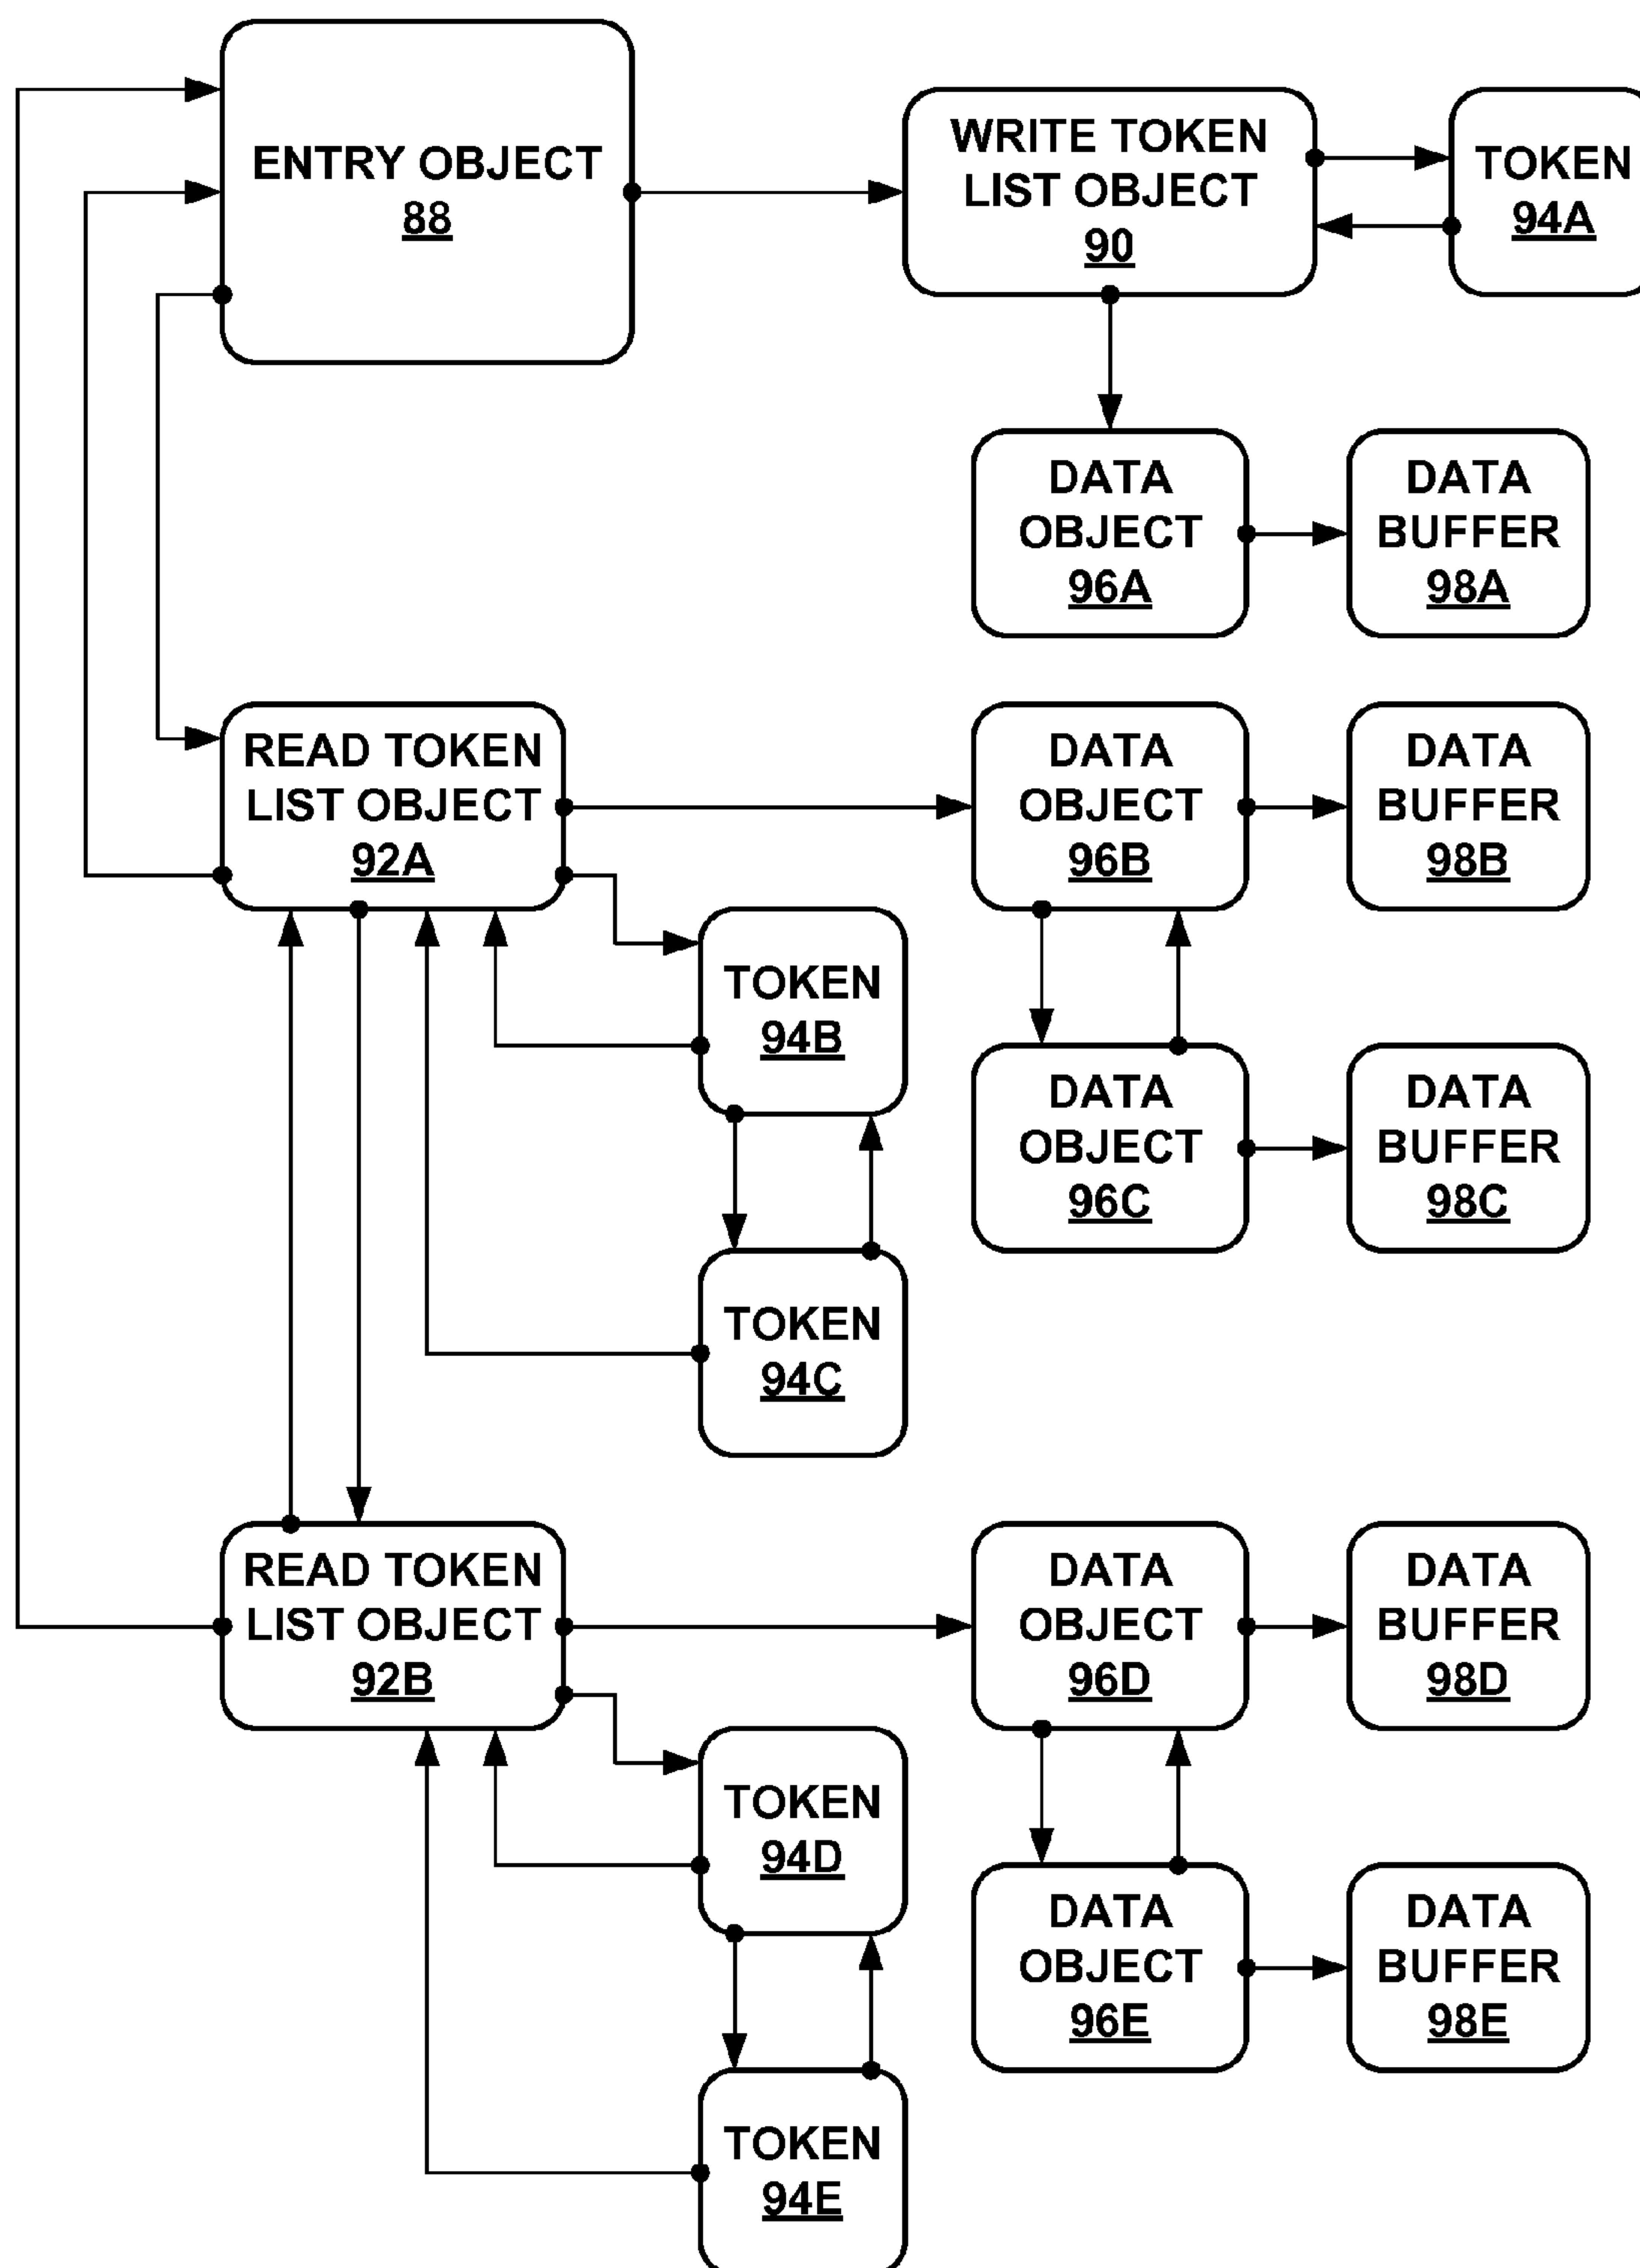 ENTRY OBJECT
88
WRITE TOKEN
LIST OBJECT
90
TOKEN
94A
DATA
OBJECT
96A
DATA
BUFFER
98A
READ TOKEN
LIST OBJECT
92A
DATA
OBJECT
96B
DATA
BUFFER
98B
TOKEN
94B
DATA
OBJECT
96C
DATA
BUFFER
98C
TOKEN
94C
READ TOKEN
LIST OBJECT
92B
DATA
OBJECT
96D
DATA
BUFFER
98D
TOKEN
94D
DATA
OBJECT
96E
DATA
BUFFER
98E
TOKEN
94E